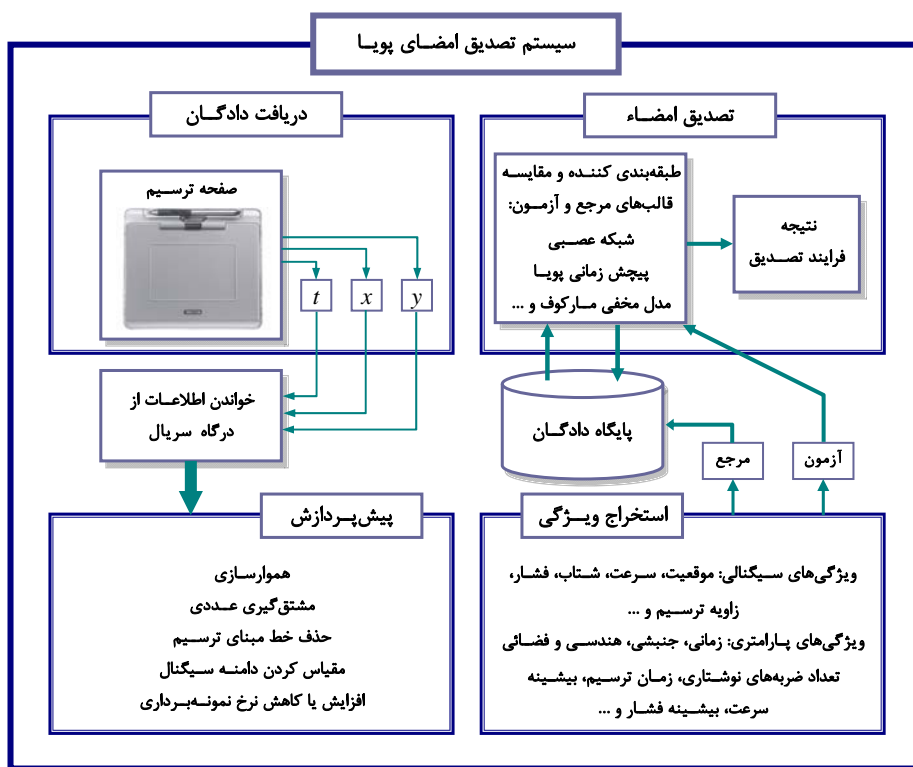 سیستم تصدیق امضای پویا
دریافت دادگان
صفحه ترسیم
t
x
y
خواندن اطلاعات از
درگاه سریال
پیش‌پردازش
هموارسازی
مشتق‌گیری عددی
حذف خط مبنای ترسیم
مقیاس کردن دامنه سیگنال
افزایش یا کاهش نرخ نمونه‌برداری
تصدیق امضاء
طبقه‌بندی کننده و مقایسه
قالب‌های مرجع و آزمون:
شبکه عصبی
پیچش زمانی پویا
مدل مخفی مارکوف و ...
نتیجه
فرایند تصدیق
پایگاه دادگان
مرجع
آزمون
استخراج ویژگی
ویژگی‌های سیگنالی: موقعیت، سرعت، شتاب، فشار،
زاویه ترسیم و ...
ویژگی‌های پارامتری: زمانی، جنبشی، هندسی و فضائی
تعداد ضربه‌های نوشتاری، زمان ترسیم، بیشینه
سرعت، بیشینه فشار و ...